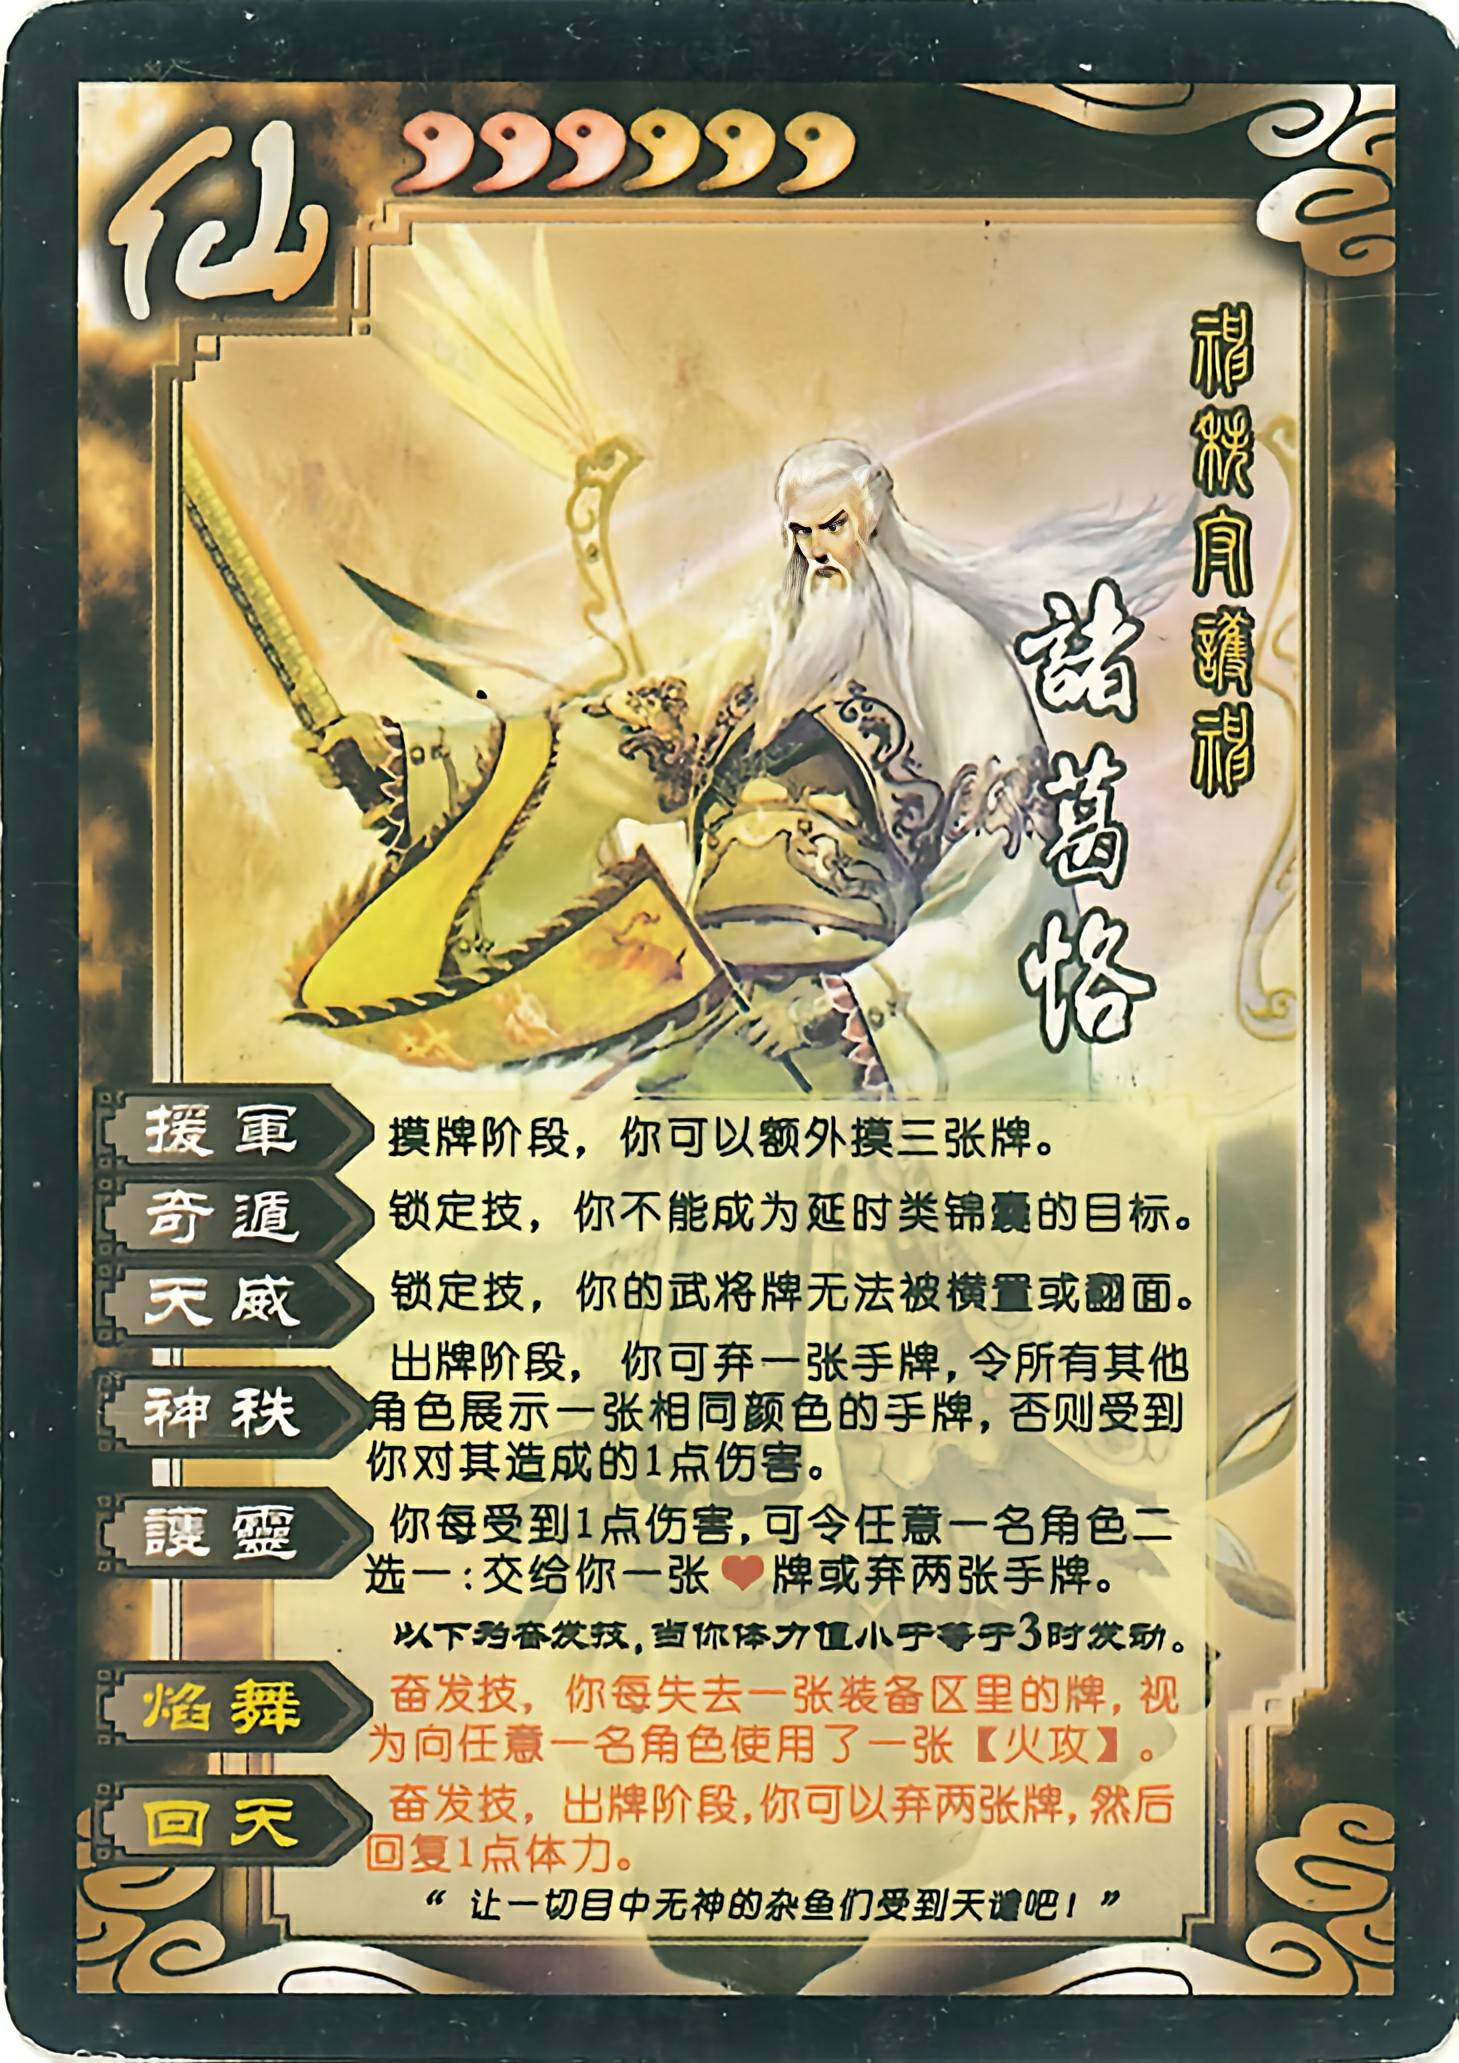 仙
神秩守護神
諸葛恪
援軍
摸牌阶段，你可以额外摸三张牌。
奇遁
锁定技，你不能成为延时类锦囊的目标。
天威
锁定技，你的武将牌无法被横置或翻面。
神秩
出牌阶段，你可弃一张手牌，令所有其他
角色展示一张相同颜色的手牌，否则受到
你对其造成的1点伤害。
護靈
你每受到1点伤害，可令任意一名角色二
选一：交给你一张♥牌或弃两张手牌。
以下为奋发技，当你体力值小于等于3时发动。
焰舞
奋发技，你每失去一张装备区里的牌，视
为向任意一名角色使用了一张【火攻】。
回天
奋发技，出牌阶段，你可以弃两张牌，然后
回复1点体力。
“ 让一切目中无神的杂鱼们受到天谴吧！”